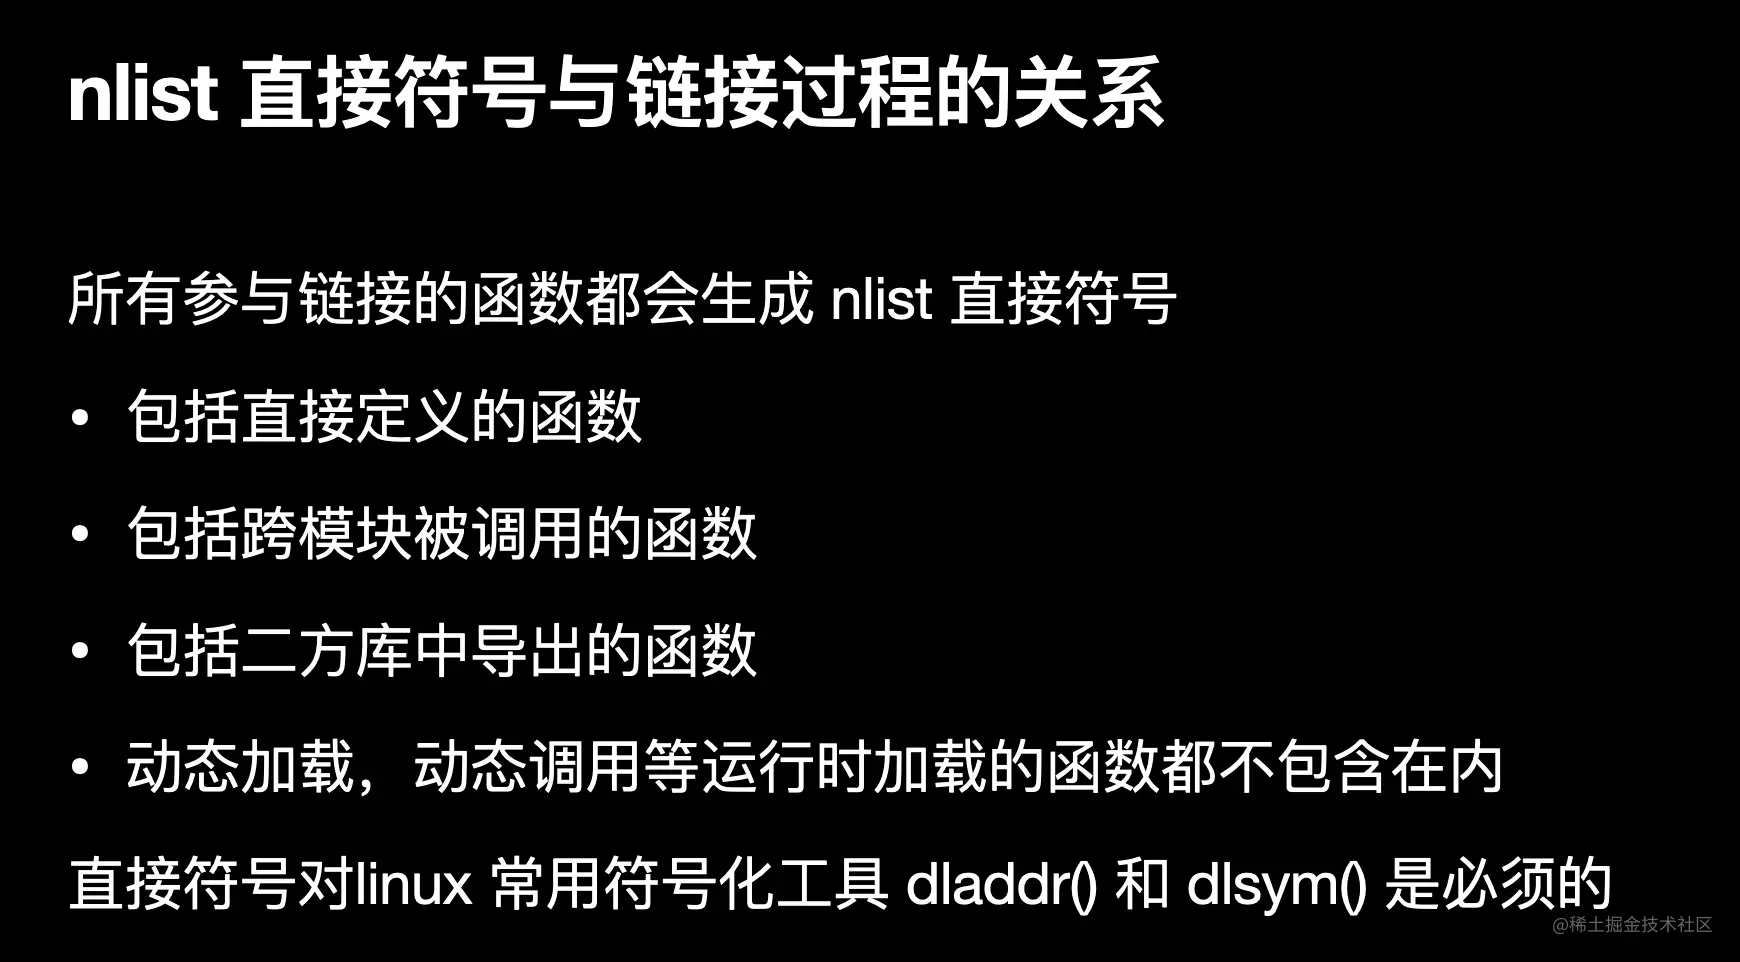 nlist 直接符号与链接过程的关系
所有参与链接的函数都会生成 nlist 直接符号
• 包括直接定义的函数
• 包括跨模块被调用的函数
• 包括二方库中导出的函数
• 动态加载，动态调用等运行时加载的函数都不包含在内
直接符号对linux 常用符号化工具 dladdr() 和 dlsym() 是必须的
@稀土掘金技术社区